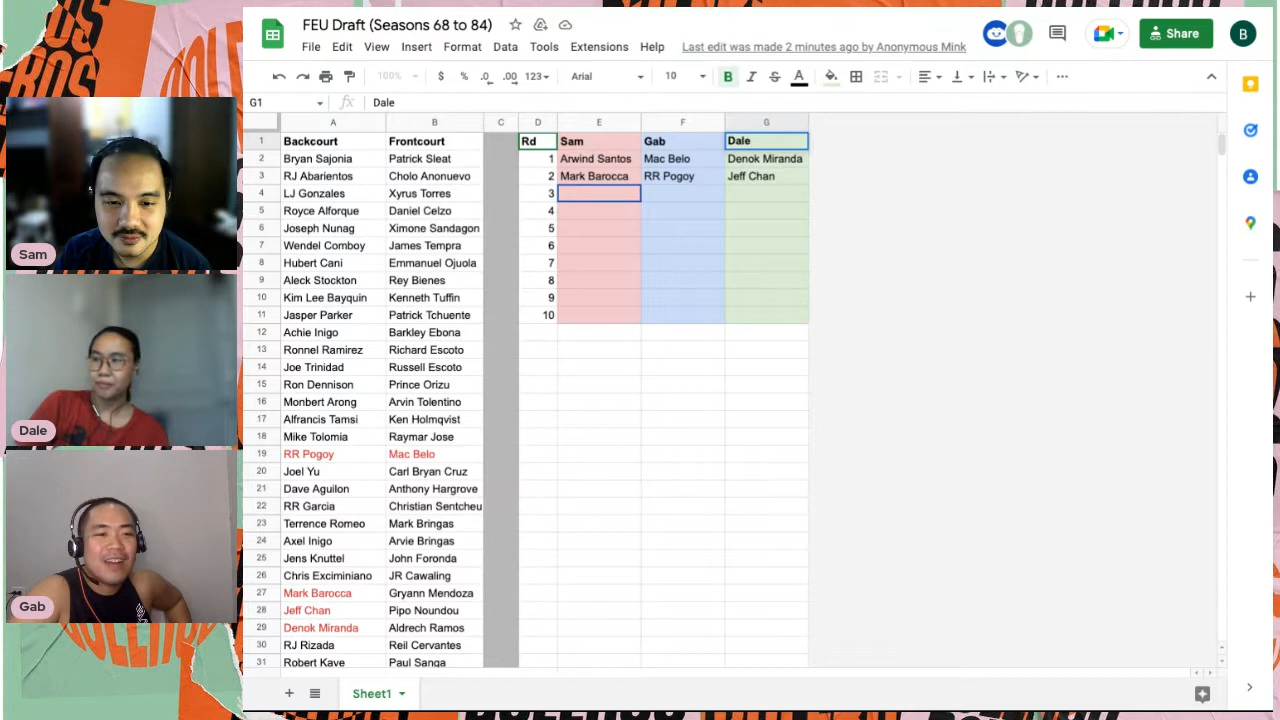 FEU Draft (Seasons 68 to 84)
File Edit View Insert Format Data Tools Extensions Help Last edit was made 2 minutes ago by Anonymous Mink
Share
B
100% $ % .0 .00 123 Arial 10 B I S A
G1 fx Dale
A B C D E F G
1 Backcourt Frontcourt Rd Sam Gab Dale
2 Bryan Sajonia Patrick Sleat 1 Arwind Santos Mac Belo Denok Miranda
3 RJ Abarientos Cholo Anonuevo 2 Mark Barocca RR Pogoy Jeff Chan
4 LJ Gonzales Xyrus Torres 3
5 Royce Alforque Daniel Celzo 4
6 Joseph Nunag Ximone Sandagon 5
7 Wendel Comboy James Tempra 6
8 Hubert Cani Emmanuel Ojuola 7
9 Aleck Stockton Rey Bienes 8
10 Kim Lee Bayquin Kenneth Tuffin 9
11 Jasper Parker Patrick Tchuente 10
12 Achie Inigo Barkley Ebona
13 Ronnel Ramirez Richard Escoto
14 Joe Trinidad Russell Escoto
15 Ron Dennison Prince Orizu
16 Monbert Arong Arvin Tolentino
17 Alfrancis Tamsi Ken Holmqvist
18 Mike Tolomia Raymar Jose
19 RR Pogoy Mac Belo
20 Joel Yu Carl Bryan Cruz
21 Dave Aguilon Anthony Hargrove
22 RR Garcia Christian Sentcheu
23 Terrence Romeo Mark Bringas
24 Axel Inigo Arvie Bringas
25 Jens Knuttel John Foronda
26 Chris Exciminiano JR Cawaling
27 Mark Barocca Gryann Mendoza
28 Jeff Chan Pipo Noundou
29 Denok Miranda Aldrech Ramos
30 RJ Rizada Reil Cervantes
31 Robert Kave Paul Sanga
Sheet1
Sam
Dale
Gab